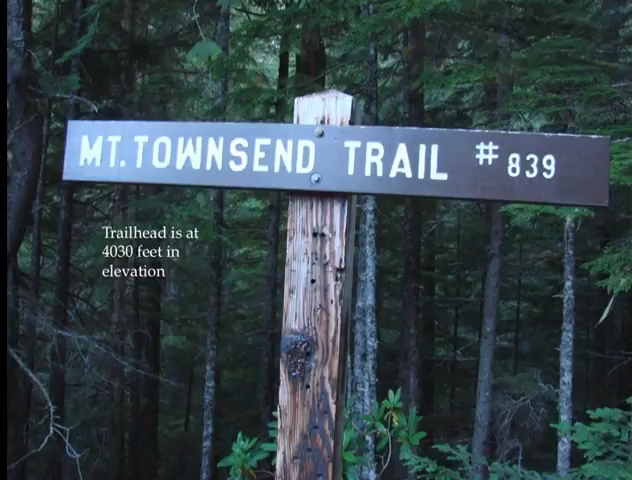 MT. TOWNSEND TRAIL # 839
Trailhead is at
4030 feet in
elevation